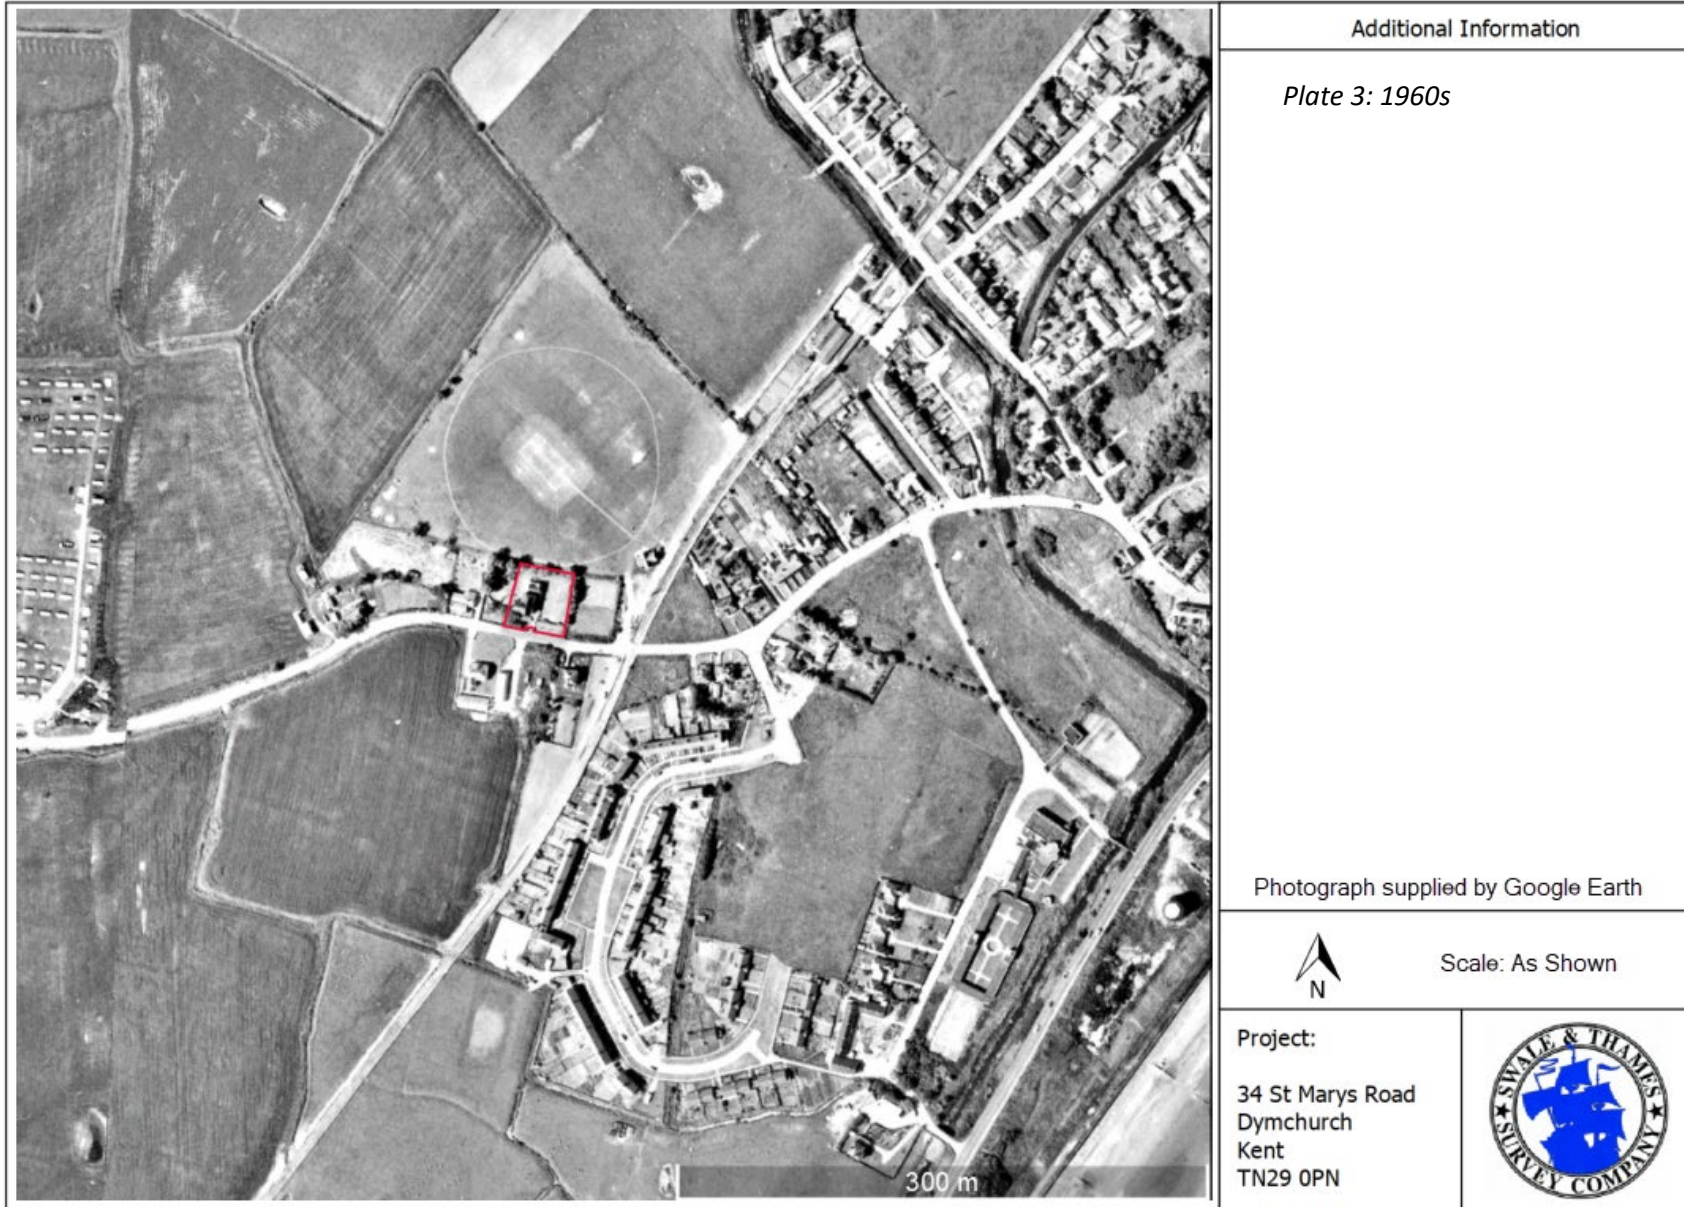 Additional Information
Plate 3: 1960s
Photograph supplied by Google Earth
N
Scale: As Shown
Project:
34 St Marys Road
Dymchurch
Kent
TN29 0PN
SWALE & THAMES
SURVEY COMPANY
300 m